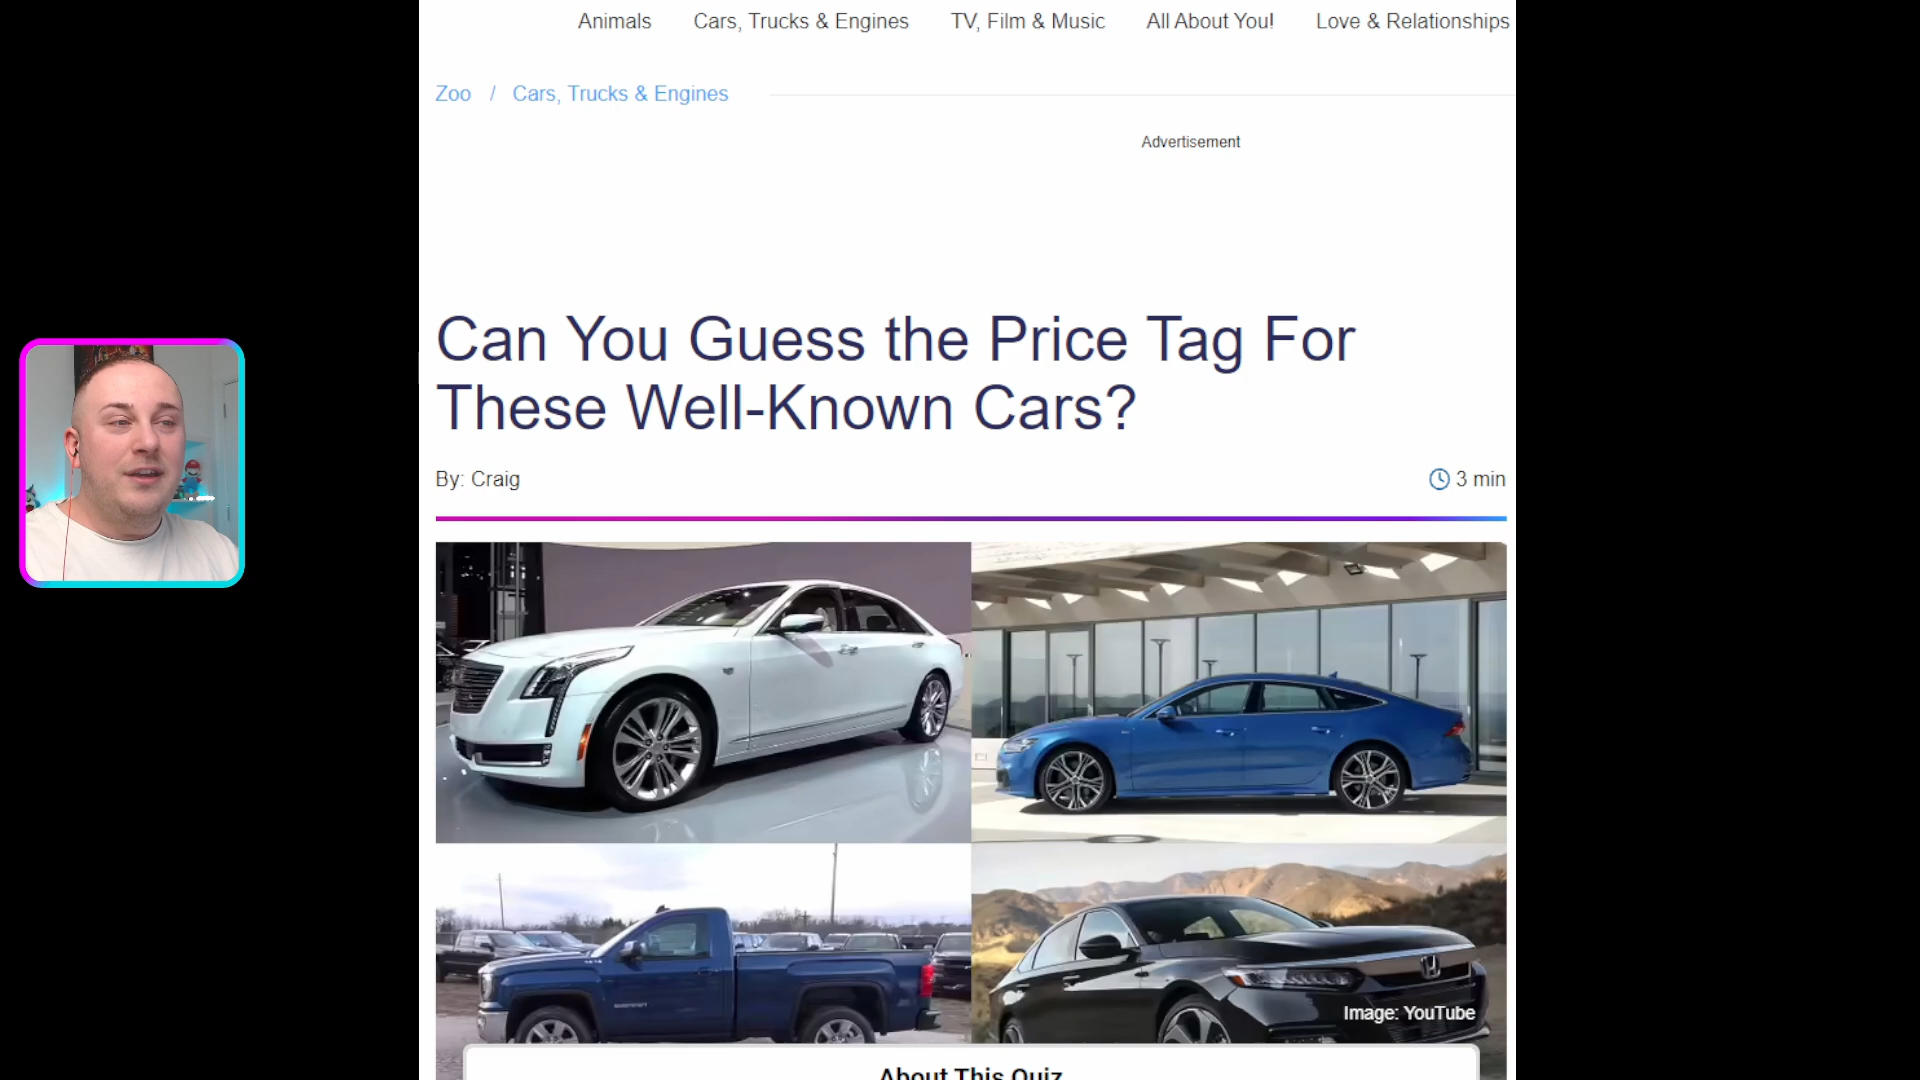 Animals Cars, Trucks & Engines TV, Film & Music All About You! Love & Relationships
Zoo / Cars, Trucks & Engines
Advertisement
Can You Guess the Price Tag For
These Well-Known Cars?
By: Craig
3 min
Image: YouTube
About This Quiz